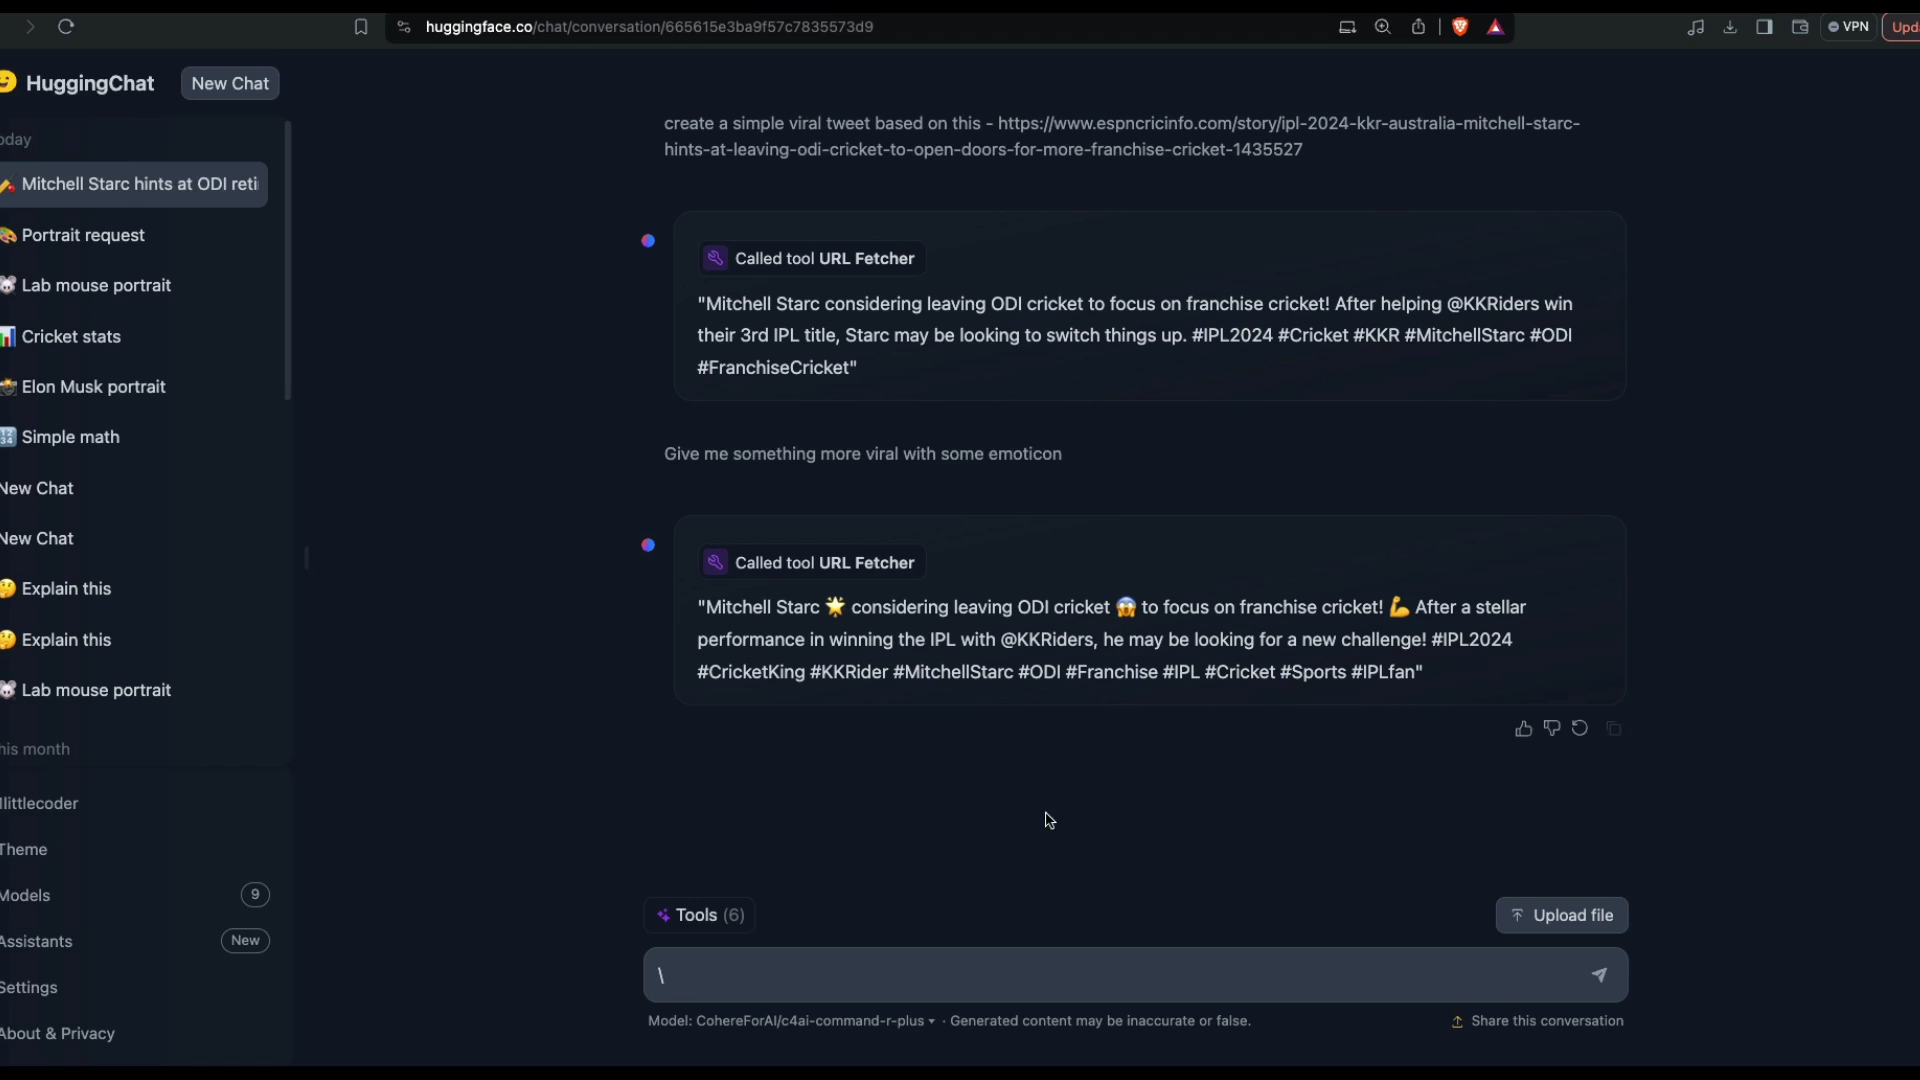 huggingface.co/chat/conversation/665615e3ba9f57c7835573d9
VPN
Upda
HuggingChat
New Chat
oday
Mitchell Starc hints at ODI reti
Portrait request
Lab mouse portrait
Cricket stats
Elon Musk portrait
Simple math
New Chat
New Chat
Explain this
Explain this
Lab mouse portrait
his month
llittlecoder
Theme
Models
9
Assistants
New
Settings
About & Privacy
create a simple viral tweet based on this - https://www.espncricinfo.com/story/ipl-2024-kkr-australia-mitchell-starc-
hints-at-leaving-odi-cricket-to-open-doors-for-more-franchise-cricket-1435527
Called tool URL Fetcher
"Mitchell Starc considering leaving ODI cricket to focus on franchise cricket! After helping @KKRiders win
their 3rd IPL title, Starc may be looking to switch things up. #IPL2024 #Cricket #KKR #MitchellStarc #ODI
#FranchiseCricket"
Give me something more viral with some emoticon
Called tool URL Fetcher
"Mitchell Starc 🌟 considering leaving ODI cricket 😱 to focus on franchise cricket! 💪 After a stellar
performance in winning the IPL with @KKRiders, he may be looking for a new challenge! #IPL2024
#CricketKing #KKRider #MitchellStarc #ODI #Franchise #IPL #Cricket #Sports #IPLfan"
Tools (6)
Upload file
\
Model: CohereForAI/c4ai-command-r-plus · Generated content may be inaccurate or false.
Share this conversation